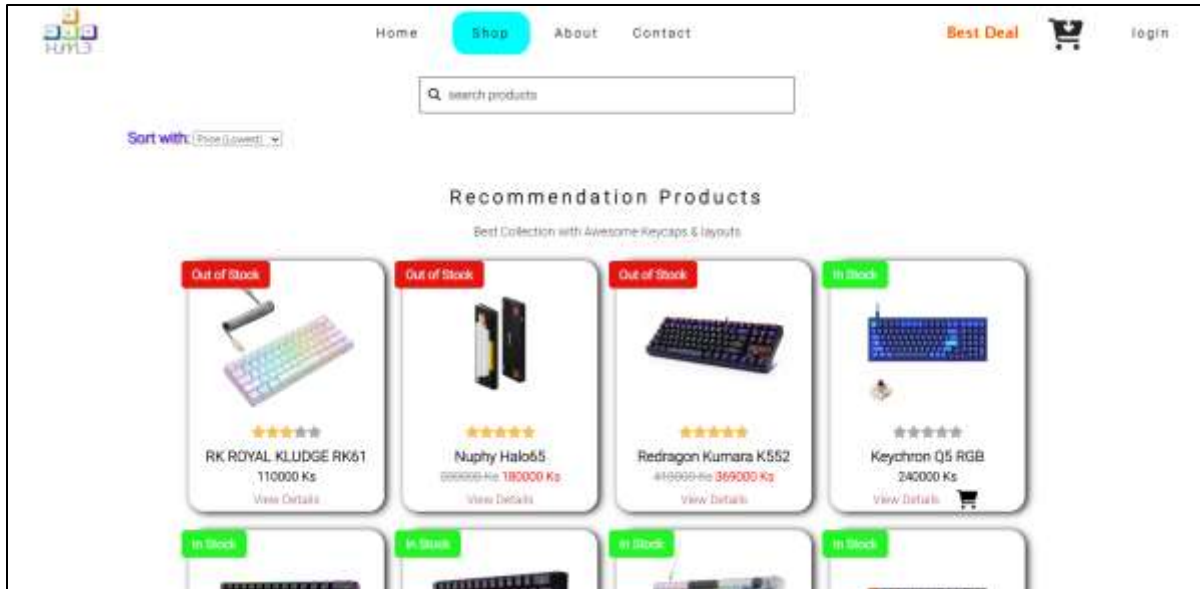 Home Shop About Contact Best Deal login
search products
Sort with: Price (Lowest)
Recommendation Products
Best Collection with Awesome Keycaps & layouts
Out of Stock Out of Stock Out of Stock In Stock
RK ROYAL KLUDGE RK61 Nuphy Halo65 Redragon Kumara K552 Keychron Q5 RGB
110000 Ks 180000 Ks 369000 Ks 240000 Ks
View Details View Details View Details View Details
In Stock In Stock In Stock In Stock